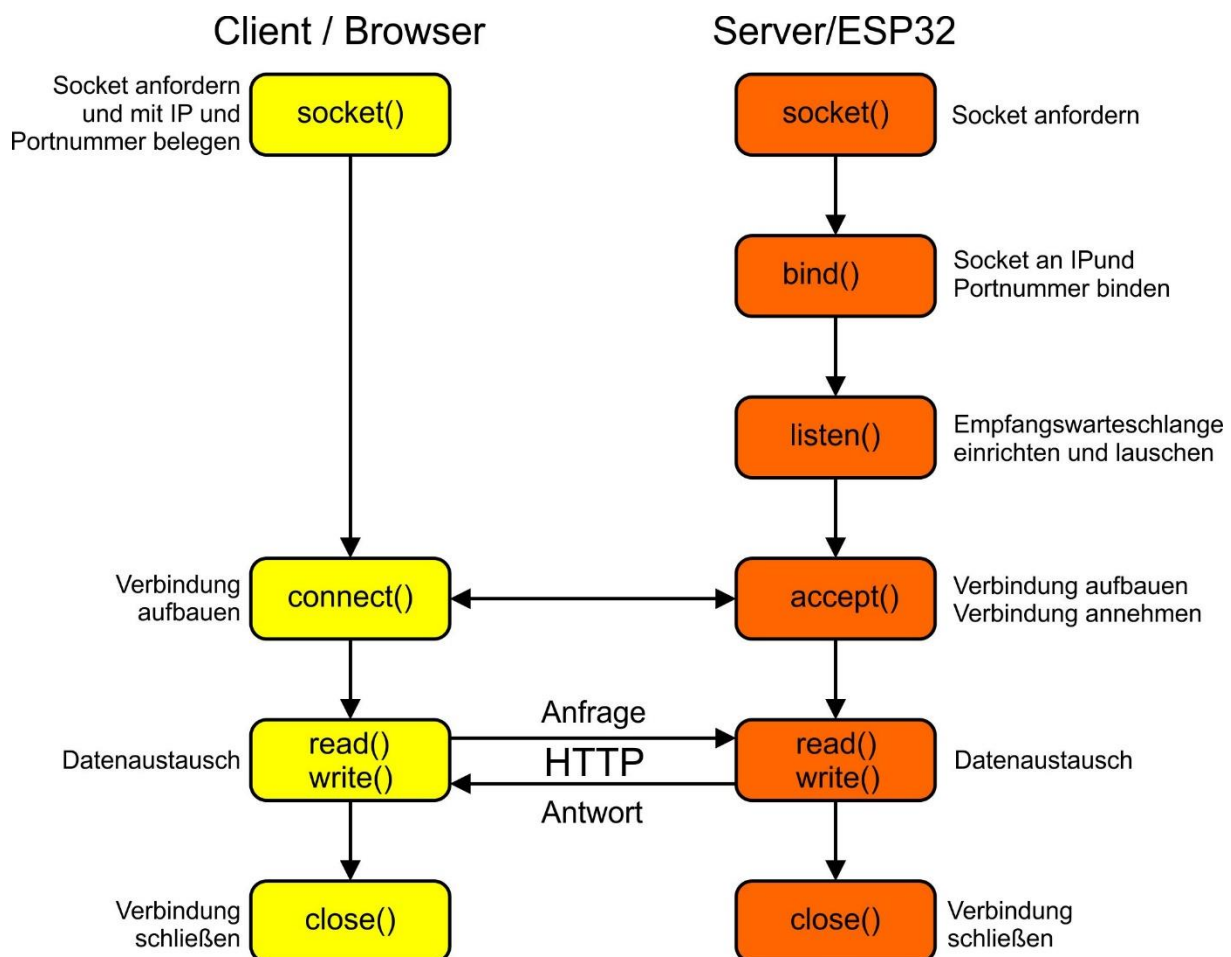 Client / Browser
Server/ESP32
Socket anfordern
und mit IP und
Portnummer belegen
socket()
socket()
Socket anfordern
bind()
Socket an IPund
Portnummer binden
listen()
Empfangswarteschlange
einrichten und lauschen
Verbindung
aufbauen
connect()
accept()
Verbindung aufbauen
Verbindung annehmen
Datenaustausch
read()
write()
Anfrage
HTTP
Antwort
read()
write()
Datenaustausch
Verbindung
schließen
close()
close()
Verbindung
schließen